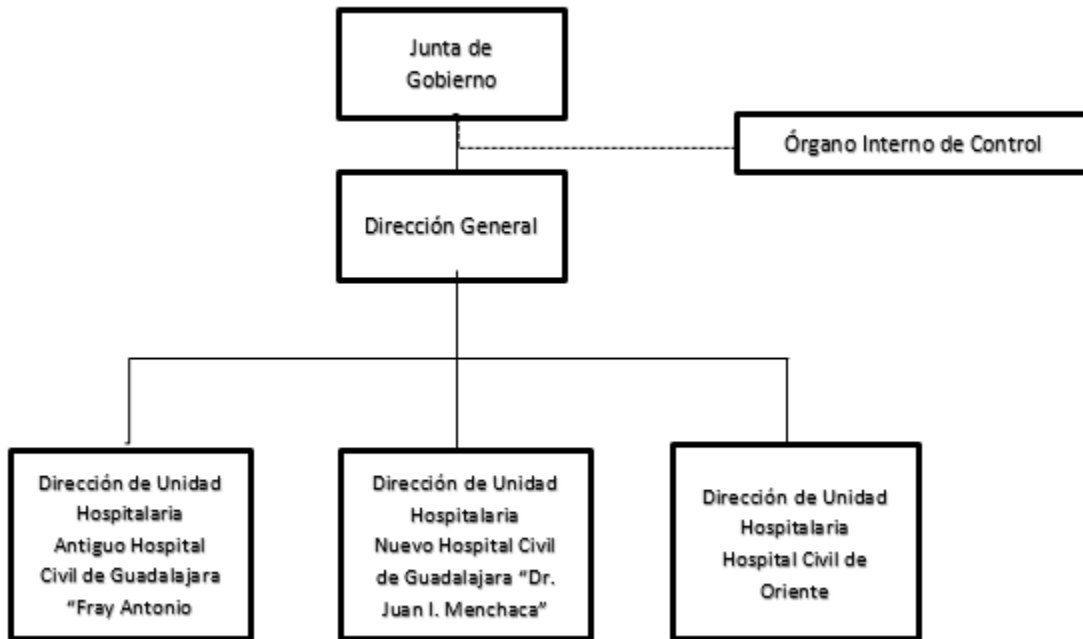 Junta de
Gobierno
Órgano Interno de Control
Dirección General
Dirección de Unidad
Hospitalaria
Antiguo Hospital
Civil de Guadalajara
“Fray Antonio
Dirección de Unidad
Hospitalaria
Nuevo Hospital Civil
de Guadalajara “Dr.
Juan I. Menchaca”
Dirección de Unidad
Hospitalaria
Hospital Civil de
Oriente